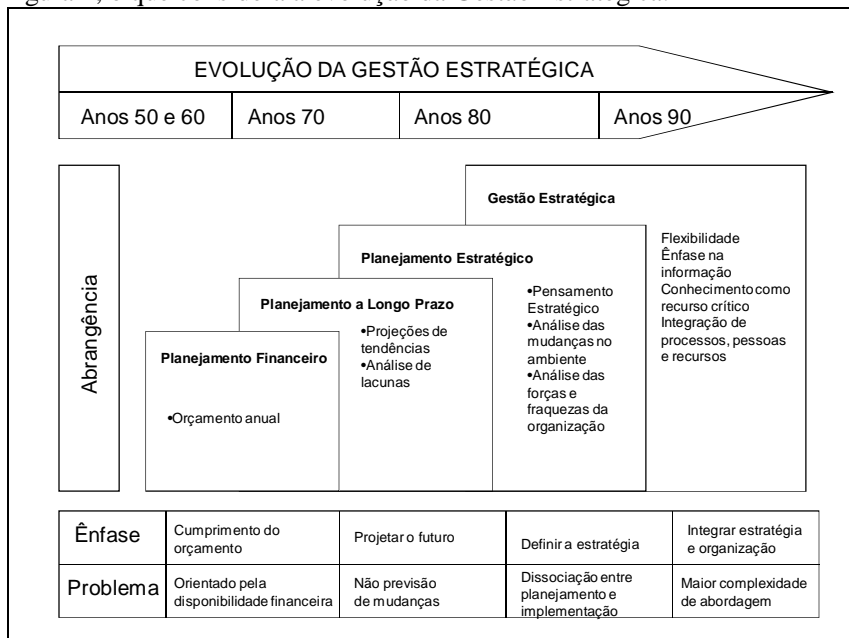 EVOLUÇÃO DA GESTÃO ESTRATÉGICA
Anos 50 e 60
Anos 70
Anos 80
Anos 90
Abrangência
Gestão Estratégica
Flexibilidade
Ênfase na
informação
Conhecimento como
recurso crítico
Integração de
processos, pessoas
e recursos
Planejamento Estratégico
•Pensamento
Estratégico
•Análise das
mudanças no
ambiente
•Análise das
forças e
fraquezas da
organização
Planejamento a Longo Prazo
•Projeções de
tendências
•Análise de
lacunas
Planejamento Financeiro
•Orçamento anual
Ênfase
Cumprimento do
orçamento
Projetar o futuro
Definir a estratégia
Integrar estratégia
e organização
Problema
Orientado pela
disponibilidade financeira
Não previsão
de mudanças
Dissociação entre
planejamento e
implementação
Maior complexidade
de abordagem